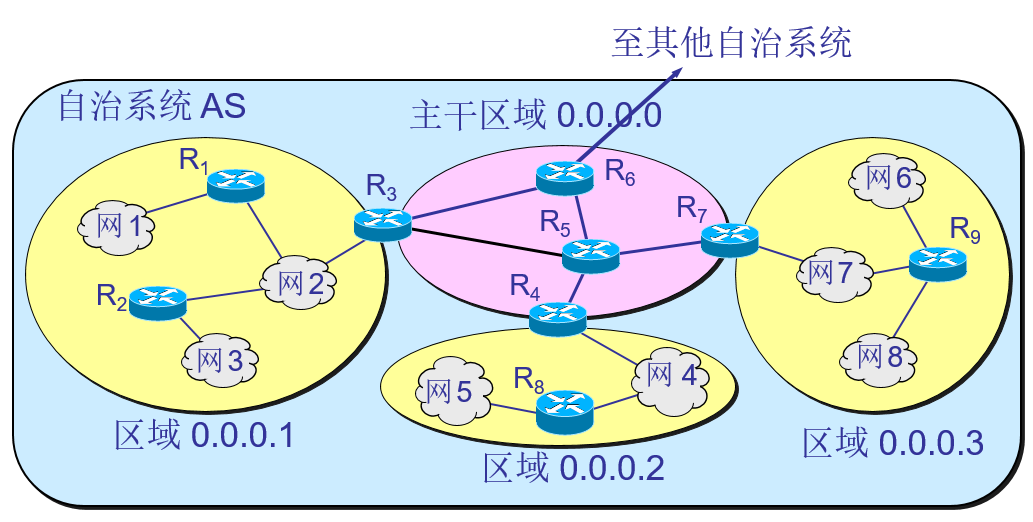 至其他自治系统
自治系统 AS
主干区域 0.0.0.0
R1
R3
R6
网6
网1
R5
R7
R9
网2
网7
R2
R4
网3
网5
R8
网 4
网8
区域 0.0.0.1
区域 0.0.0.2
区域 0.0.0.3